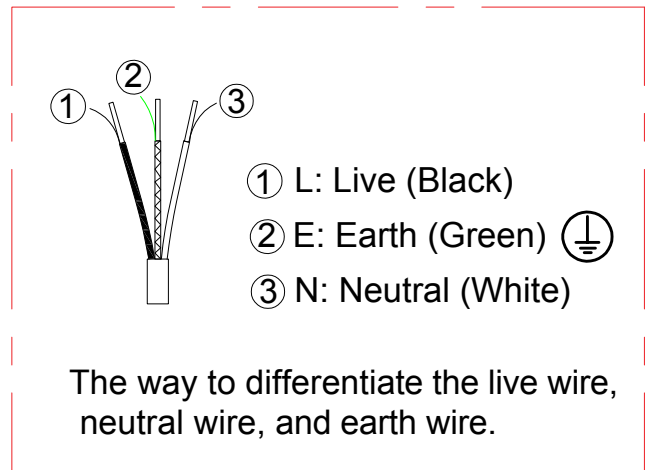 ① ② ③
① L: Live (Black)
② E: Earth (Green)
③ N: Neutral (White)
The way to differentiate the live wire,
neutral wire, and earth wire.